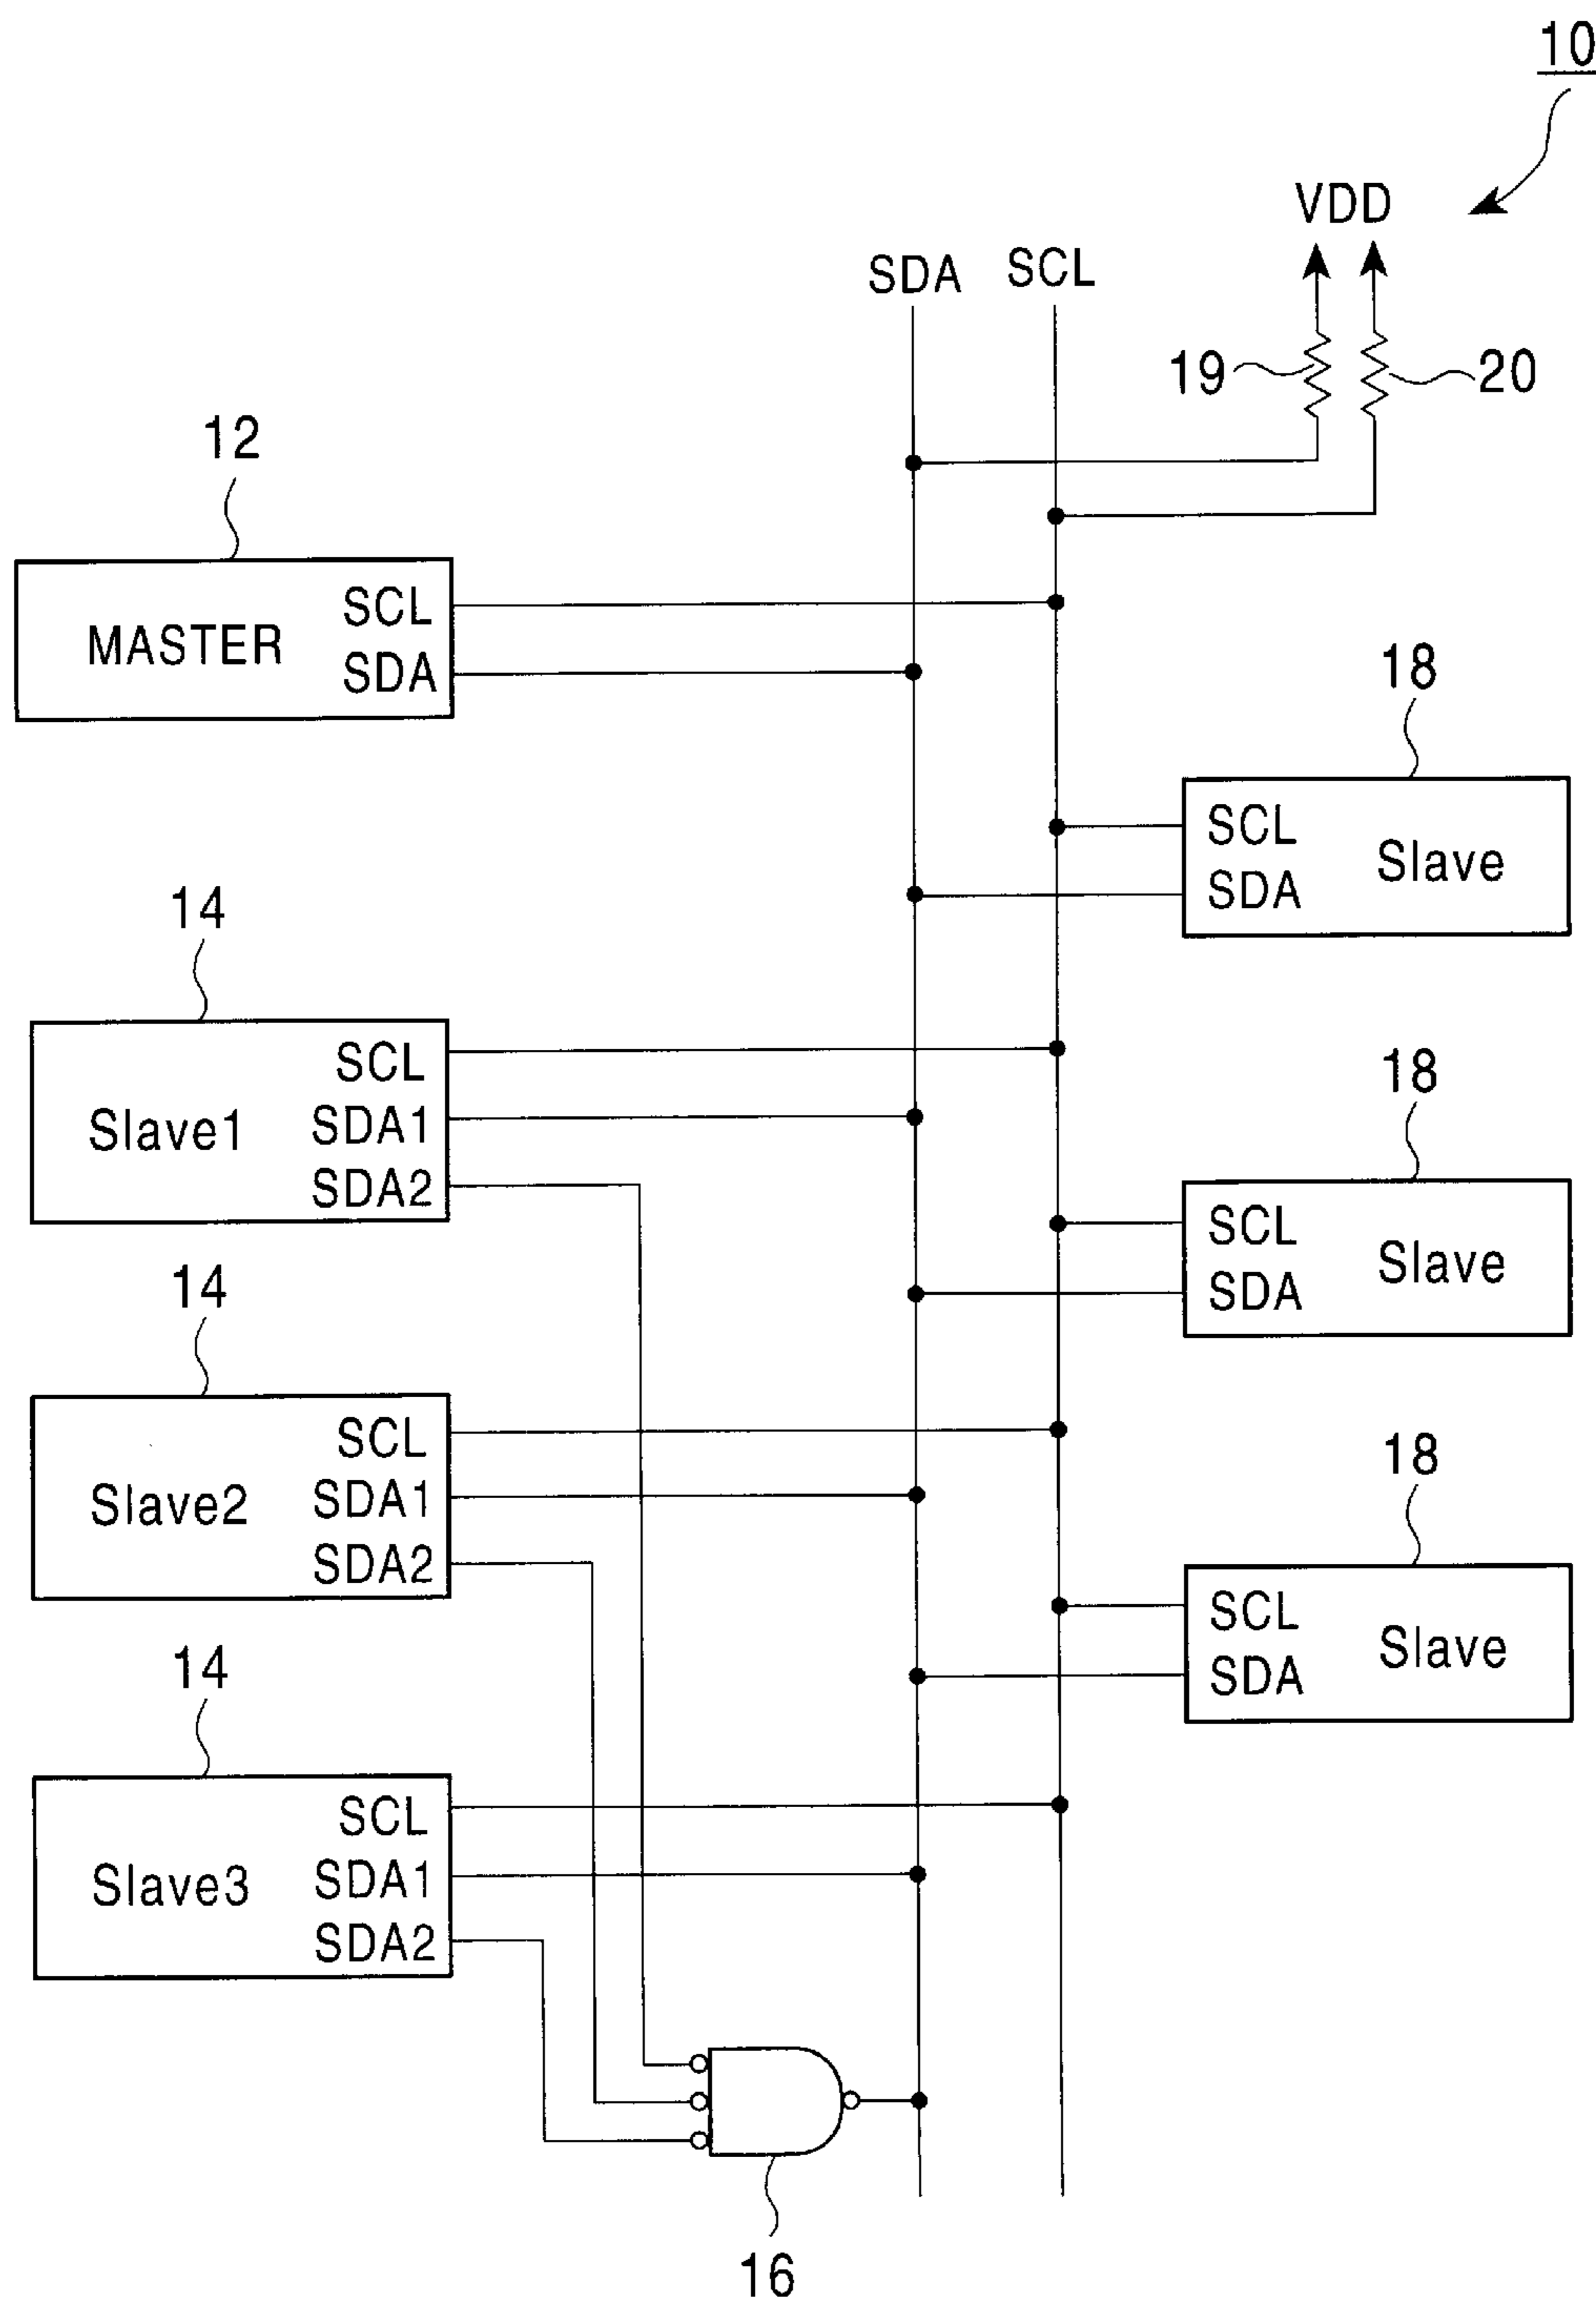 10
VDD
SDA SCL
19 20
12
MASTER SCL
SDA
18
SCL Slave
SDA
14
Slave1 SCL
SDA1
SDA2
18
SCL Slave
SDA
14
Slave2 SCL
SDA1
SDA2
18
SCL Slave
SDA
14
Slave3 SCL
SDA1
SDA2
16